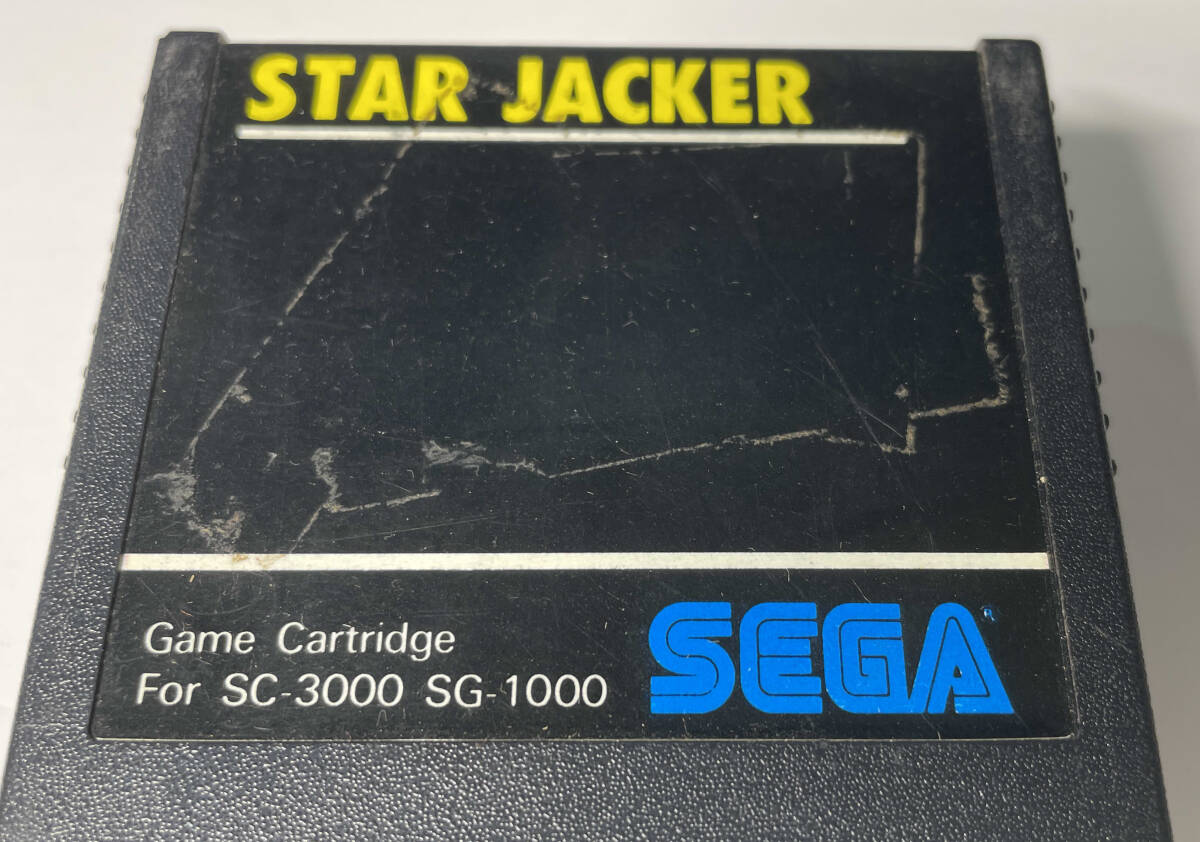 STAR JACKER
Game Cartridge
For SC-3000 SG-1000
SEGA®